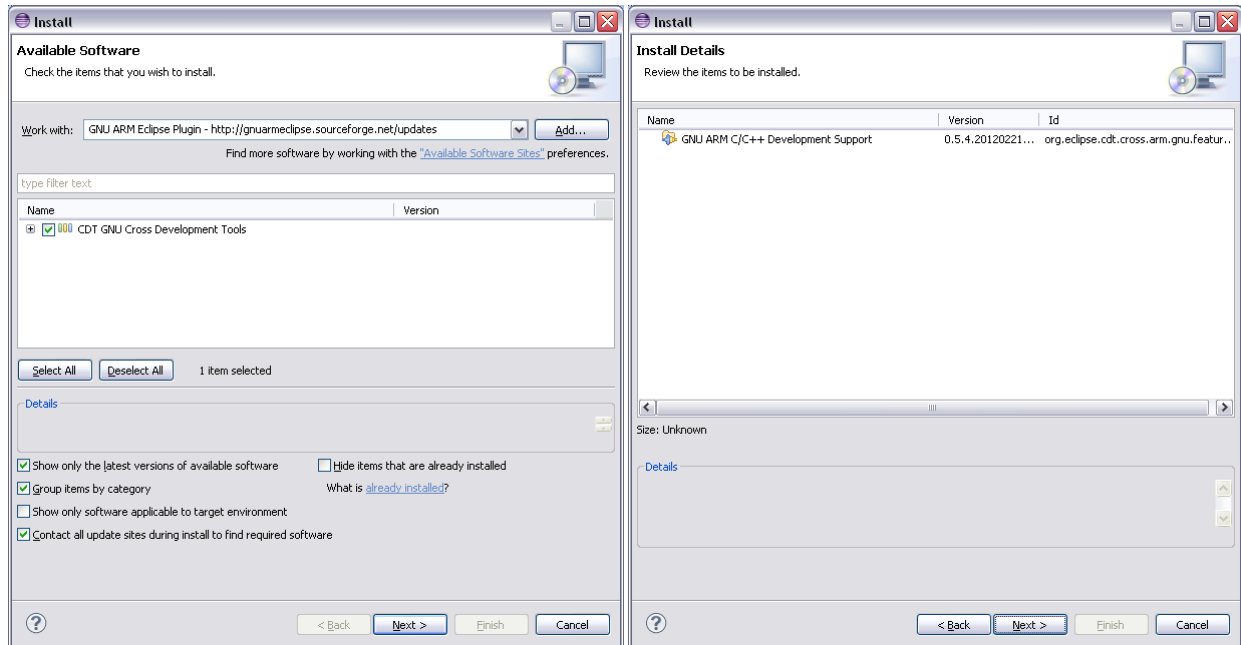 Install
Available Software
Check the items that you wish to install.
Work with: GNU ARM Eclipse Plugin - http://gnuarmeclipse.sourceforge.net/updates Add...
Find more software by working with the "Available Software Sites" preferences.
type filter text
Name Version
CDT GNU Cross Development Tools
Select All Deselect All 1 item selected
Details
Show only the latest versions of available software Hide items that are already installed
Group items by category What is already installed?
Show only software applicable to target environment
Contact all update sites during install to find required software
? < Back Next > Finish Cancel
Install
Install Details
Review the items to be installed.
Name Version Id
GNU ARM C/C++ Development Support 0.5.4.20120221... org.eclipse.cdt.cross.arm.gnu.featur..
Size: Unknown
Details
? < Back Next > Finish Cancel